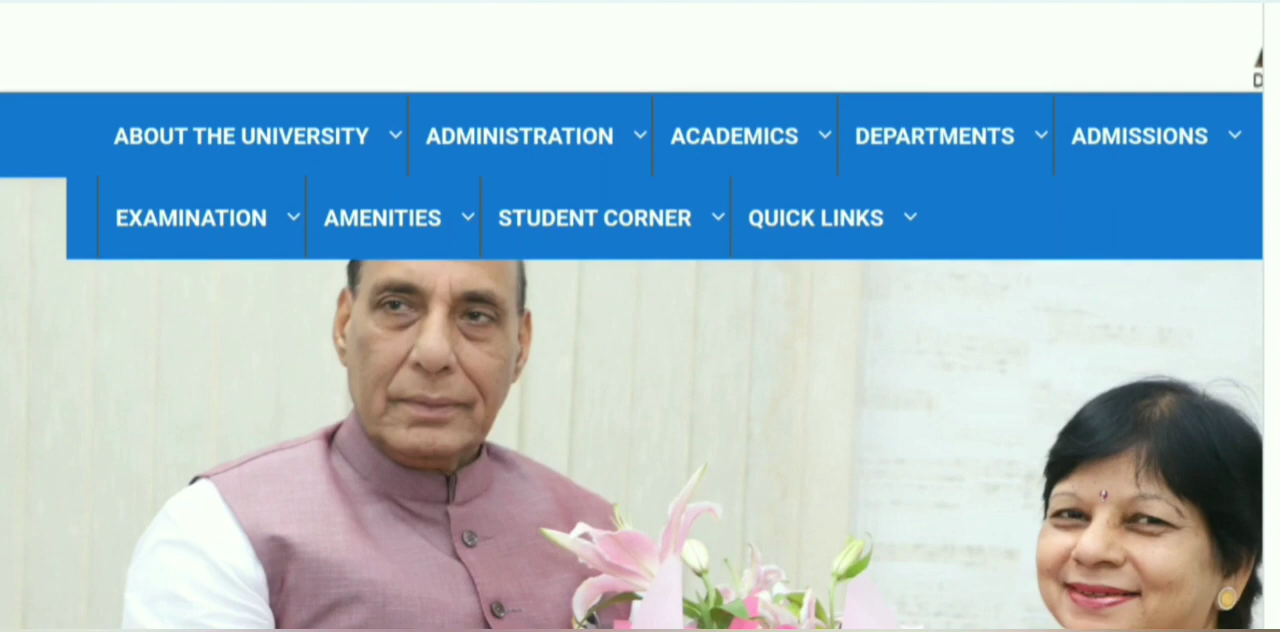 ABOUT THE UNIVERSITY ADMINISTRATION ACADEMICS DEPARTMENTS ADMISSIONS
EXAMINATION AMENITIES STUDENT CORNER QUICK LINKS